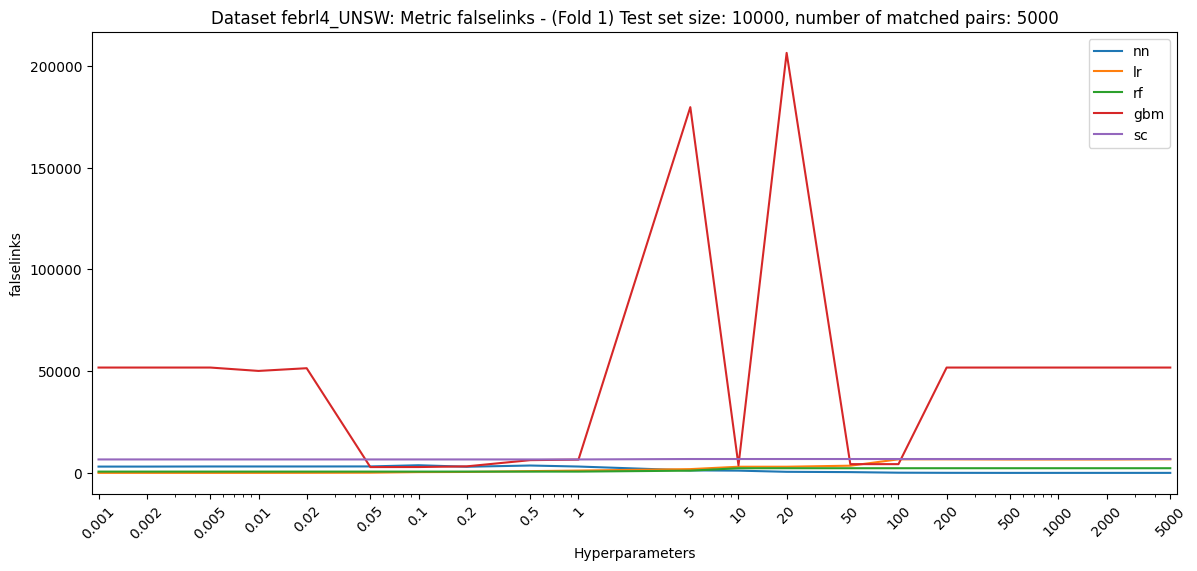 Dataset febrl4_UNSW: Metric falselinks - (Fold 1) Test set size: 10000, number of matched pairs: 5000
nn
lr
rf
gbm
sc
200000
150000
100000
50000
0
falselinks
0.001 0.002 0.005 0.01 0.02 0.05 0.1 0.2 0.5 1 5 10 20 50 100 200 500 1000 2000 5000
Hyperparameters